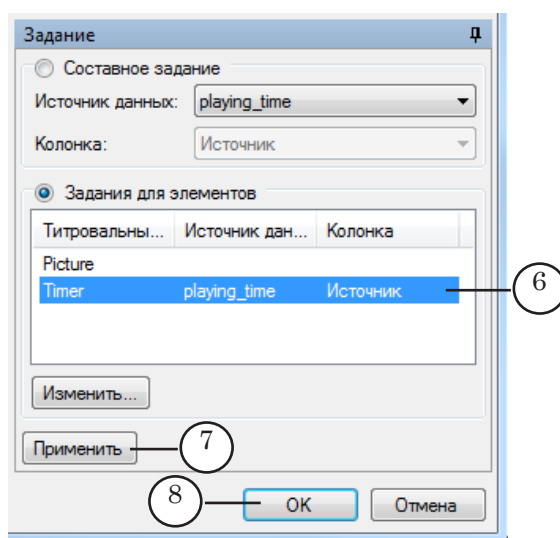 Задание
Составное задание
Источник данных: playing_time
Колонка: Источник
Задания для элементов
Титровальны... Источник дан... Колонка
Picture
Timer playing_time Источник 6
Изменить...
Применить 7
8 OK Отмена